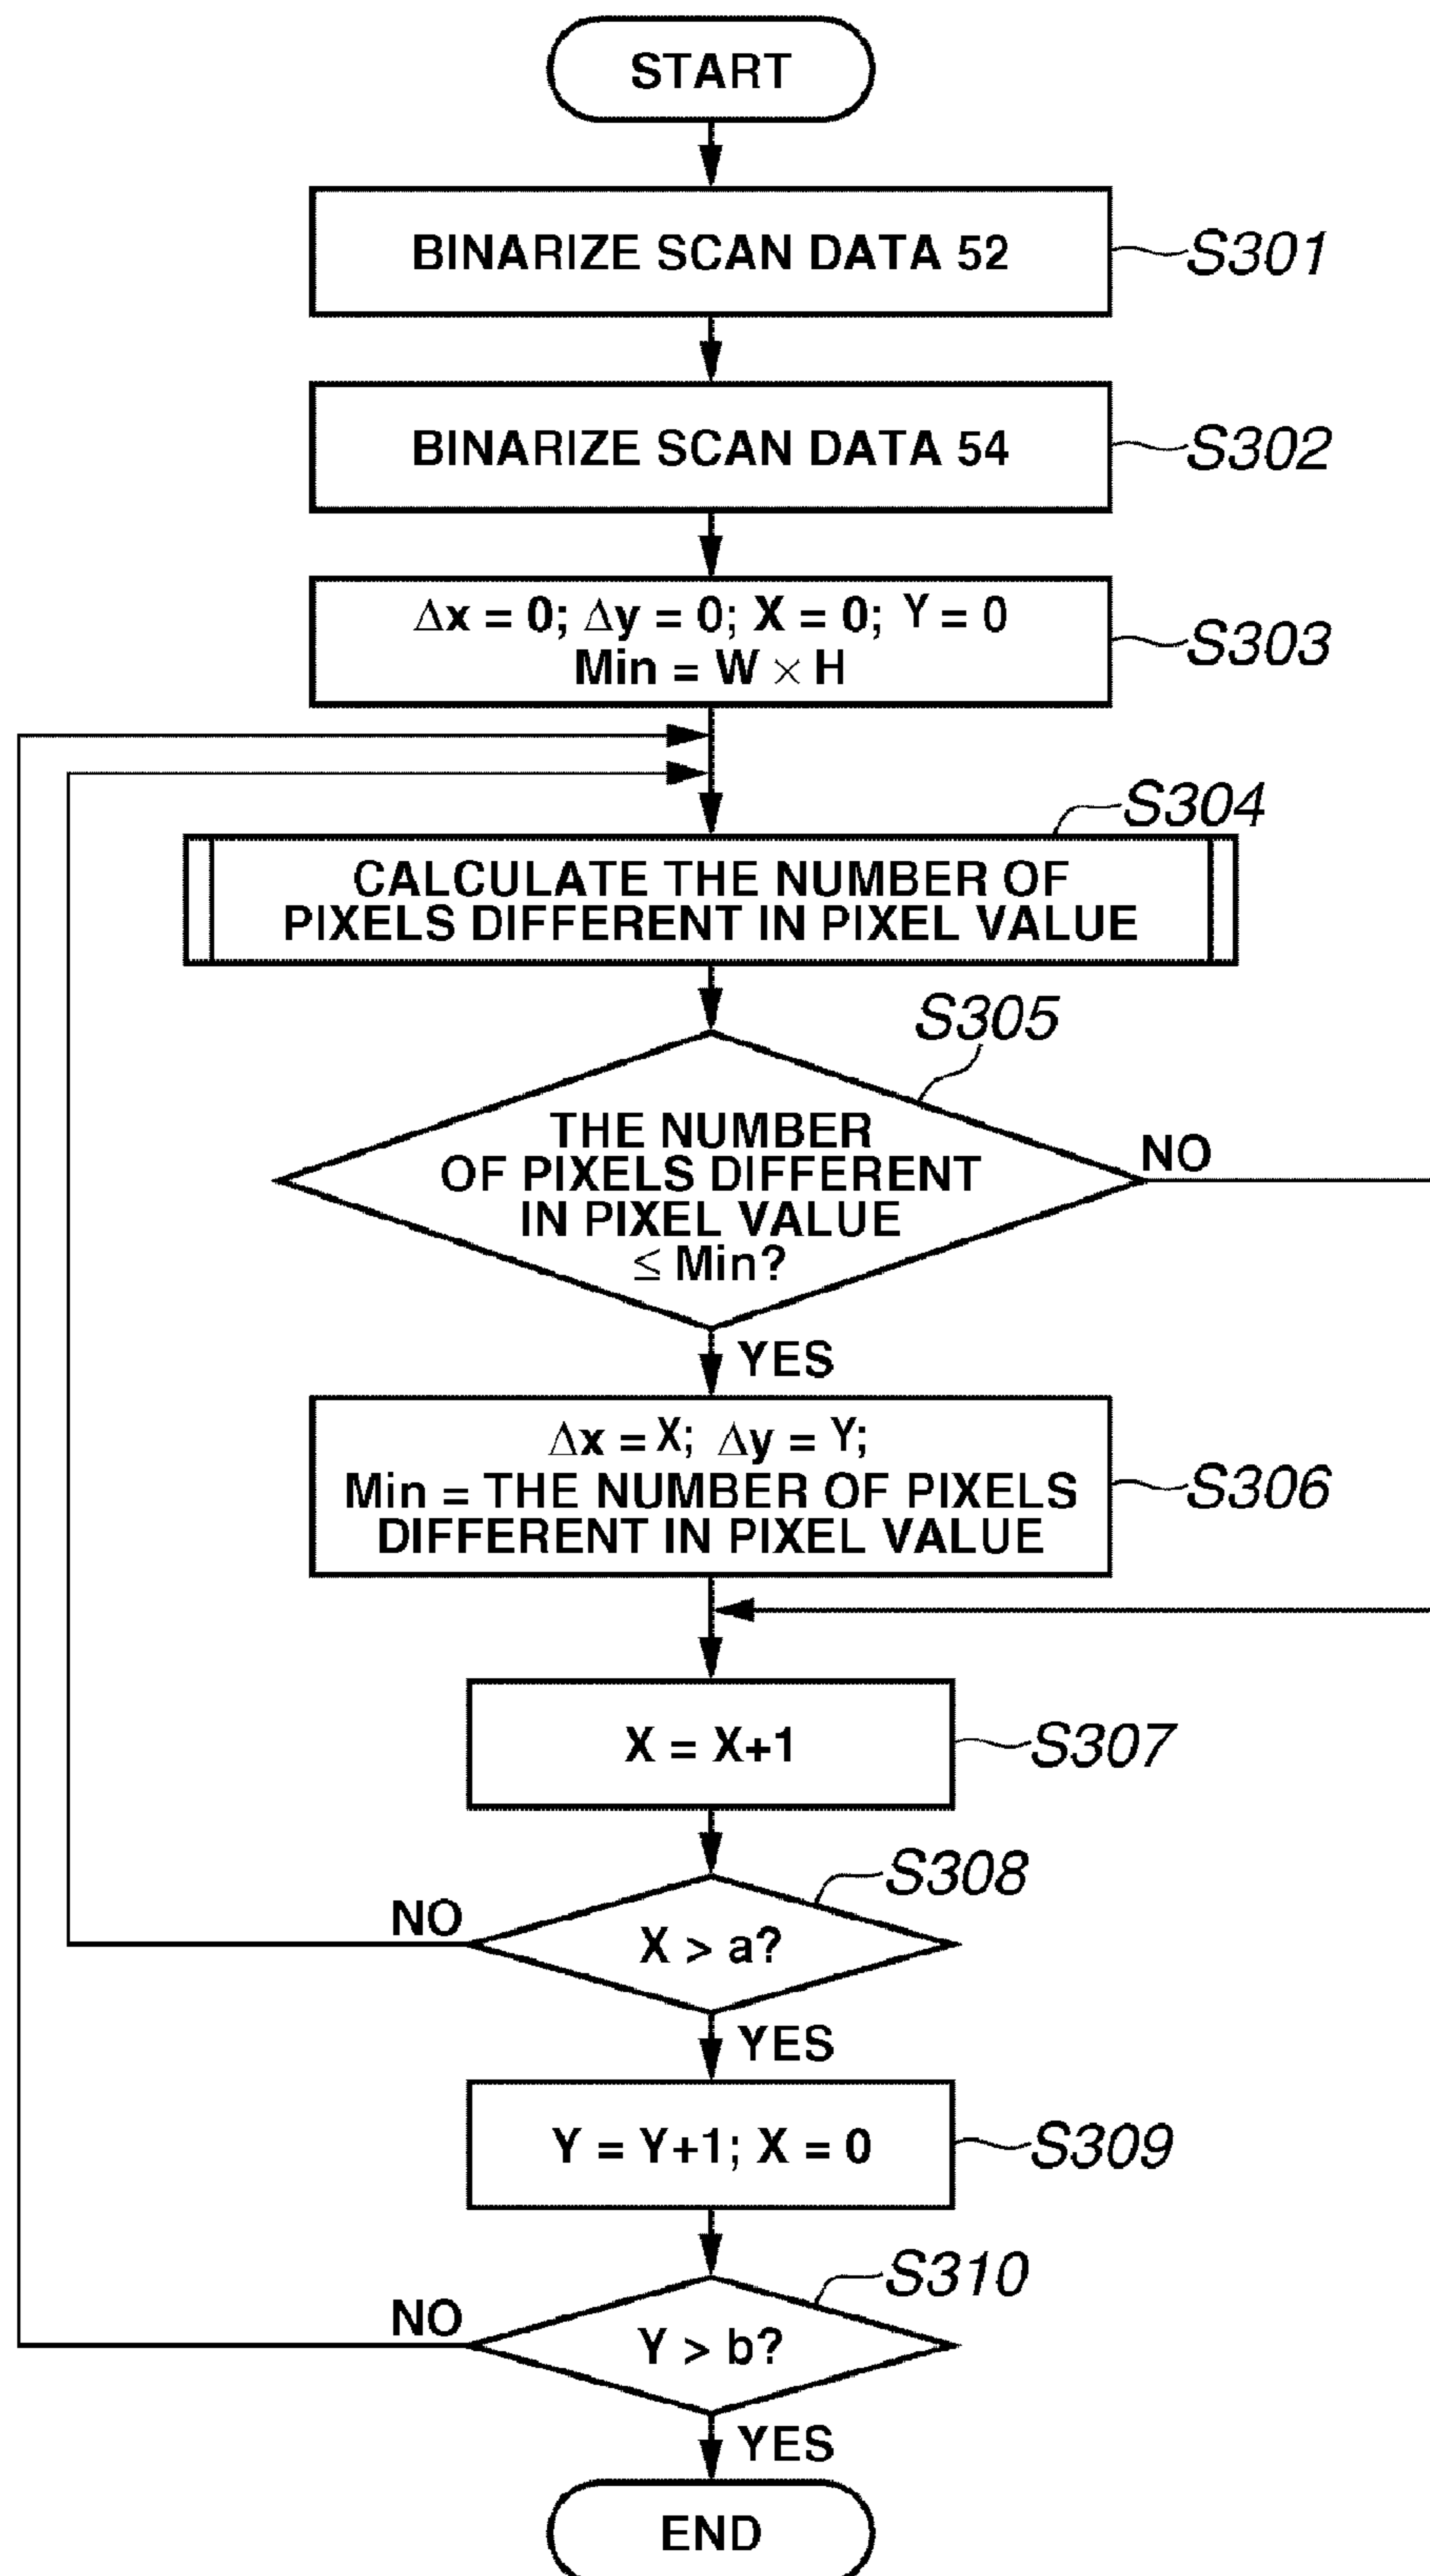 START
BINARIZE SCAN DATA 52
S301
BINARIZE SCAN DATA 54
S302
Δx = 0; Δy = 0; X = 0; Y = 0
Min = W × H
S303
S304
CALCULATE THE NUMBER OF
PIXELS DIFFERENT IN PIXEL VALUE
S305
THE NUMBER
OF PIXELS DIFFERENT
IN PIXEL VALUE
≤ Min?
NO
YES
Δx = X; Δy = Y;
Min = THE NUMBER OF PIXELS
DIFFERENT IN PIXEL VALUE
S306
X = X+1
S307
S308
NO
X > a?
YES
Y = Y+1; X = 0
S309
S310
NO
Y > b?
YES
END